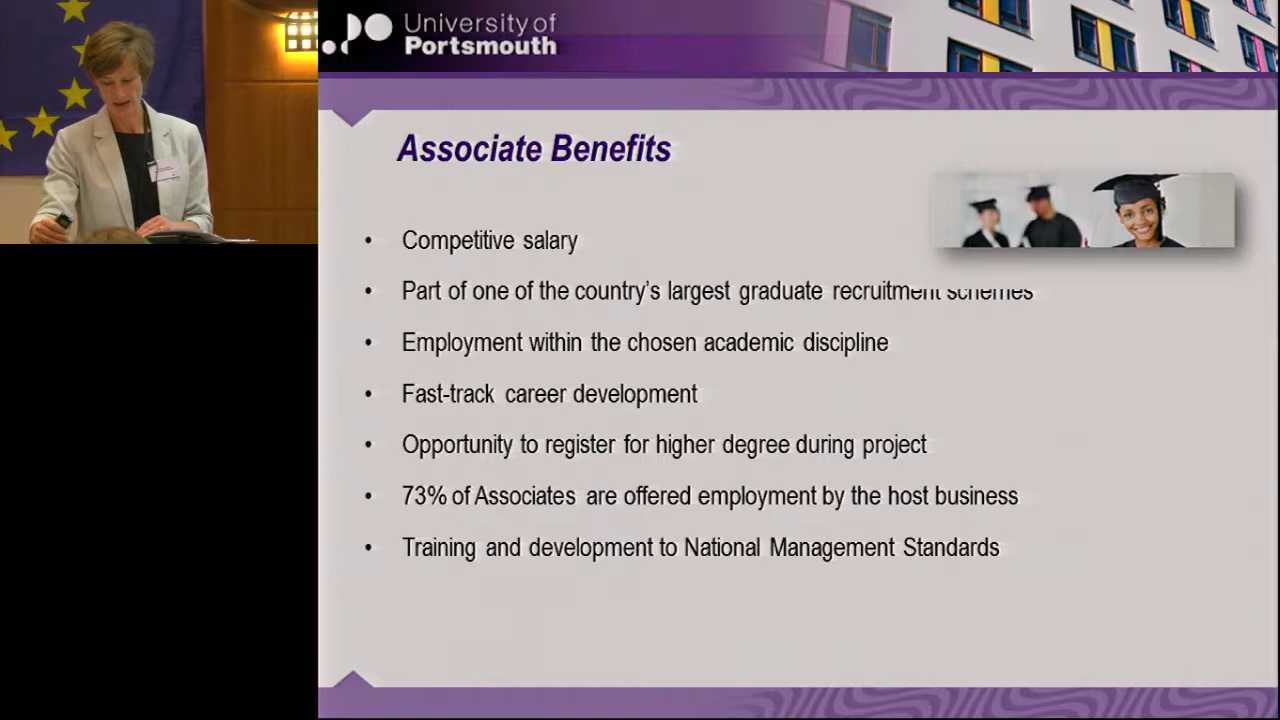 University of
Portsmouth
Associate Benefits
• Competitive salary
• Part of one of the country's largest graduate recruitment schemes
• Employment within the chosen academic discipline
• Fast-track career development
• Opportunity to register for higher degree during project
• 73% of Associates are offered employment by the host business
• Training and development to National Management Standards